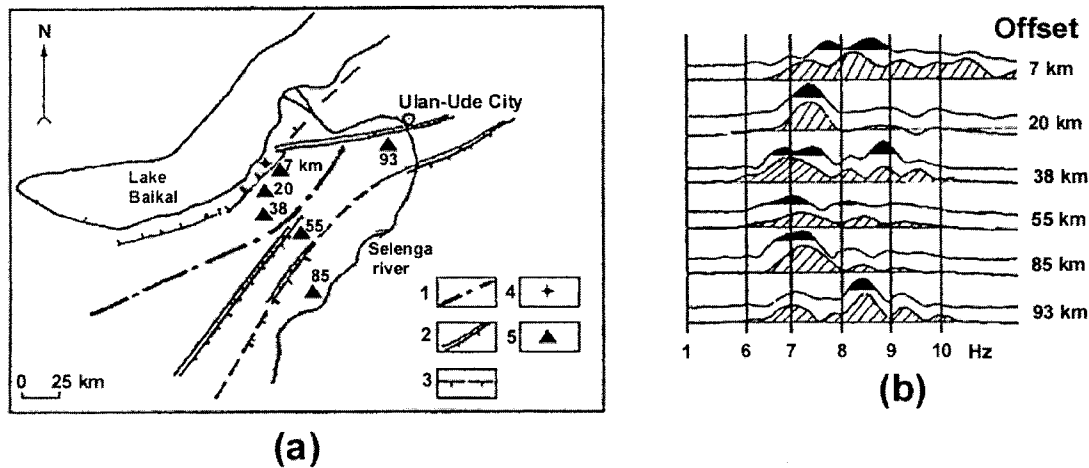 N
Ulan-Ude City
93
7 km
Lake
Baikal
20
38
55
Selenga
river
85
1
4
2
5
3
0 25 km
(a)
Offset
7 km
20 km
38 km
55 km
85 km
93 km
1 6 7 8 9 10 Hz
(b)